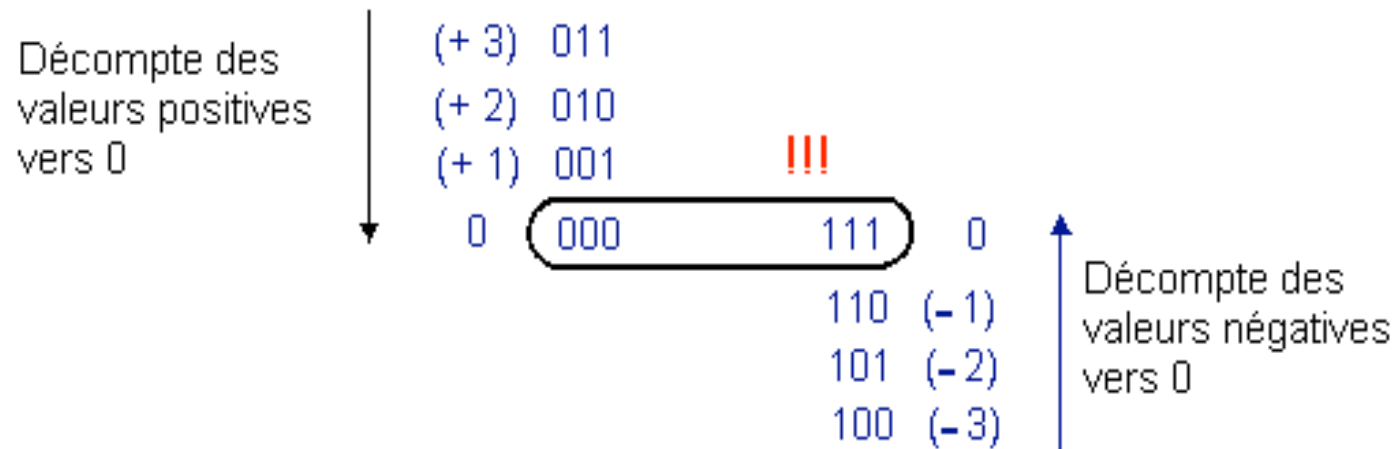 Décompte des
valeurs positives
vers 0
(+ 3) 011
(+ 2) 010
(+ 1) 001
!!!
0 000 111 0
110 (– 1)
101 (– 2)
100 (– 3)
Décompte des
valeurs négatives
vers 0